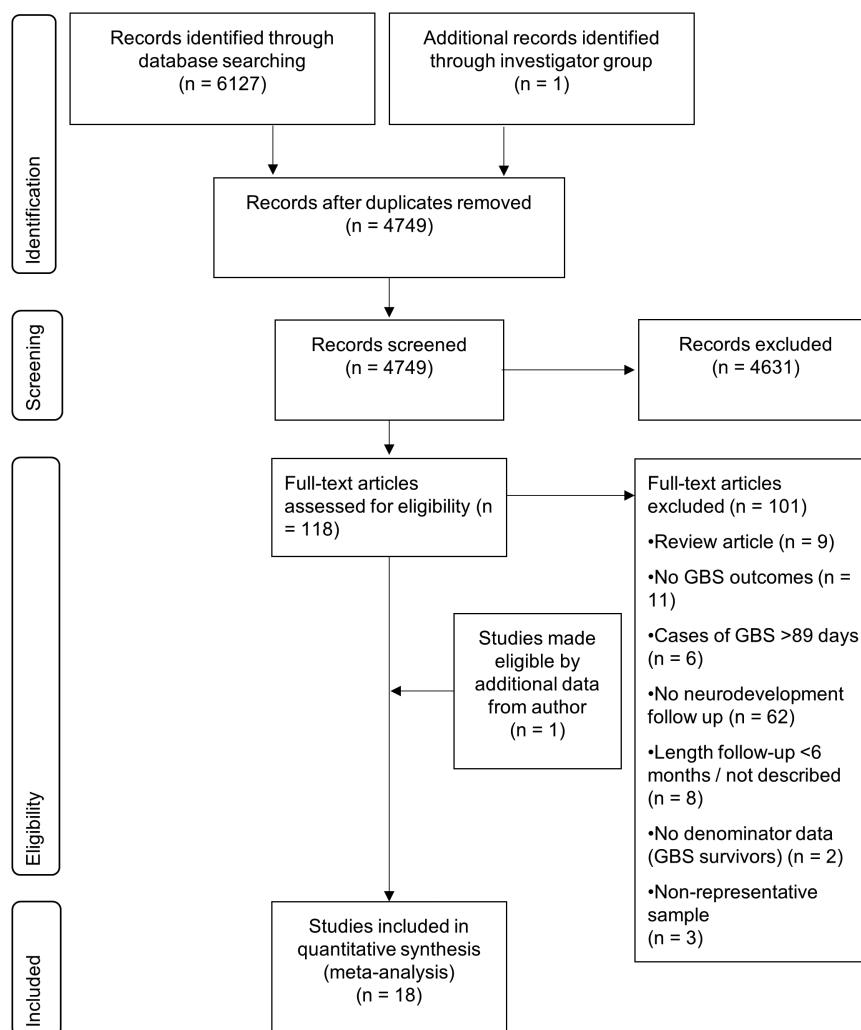 Identification
Records identified through
database searching
(n = 6127)
Additional records identified
through investigator group
(n = 1)
Records after duplicates removed
(n = 4749)
Screening
Records screened
(n = 4749)
Records excluded
(n = 4631)
Eligibility
Full-text articles
assessed for eligibility (n
= 118)
Full-text articles
excluded (n = 101)
•Review article (n = 9)
•No GBS outcomes (n =
11)
•Cases of GBS >89 days
(n = 6)
•No neurodevelopment
follow up (n = 62)
•Length follow-up <6
months / not described
(n = 8)
•No denominator data
(GBS survivors) (n = 2)
•Non-representative
sample
(n = 3)
Studies made
eligible by
additional data
from author
(n = 1)
Included
Studies included in
quantitative synthesis
(meta-analysis)
(n = 18)